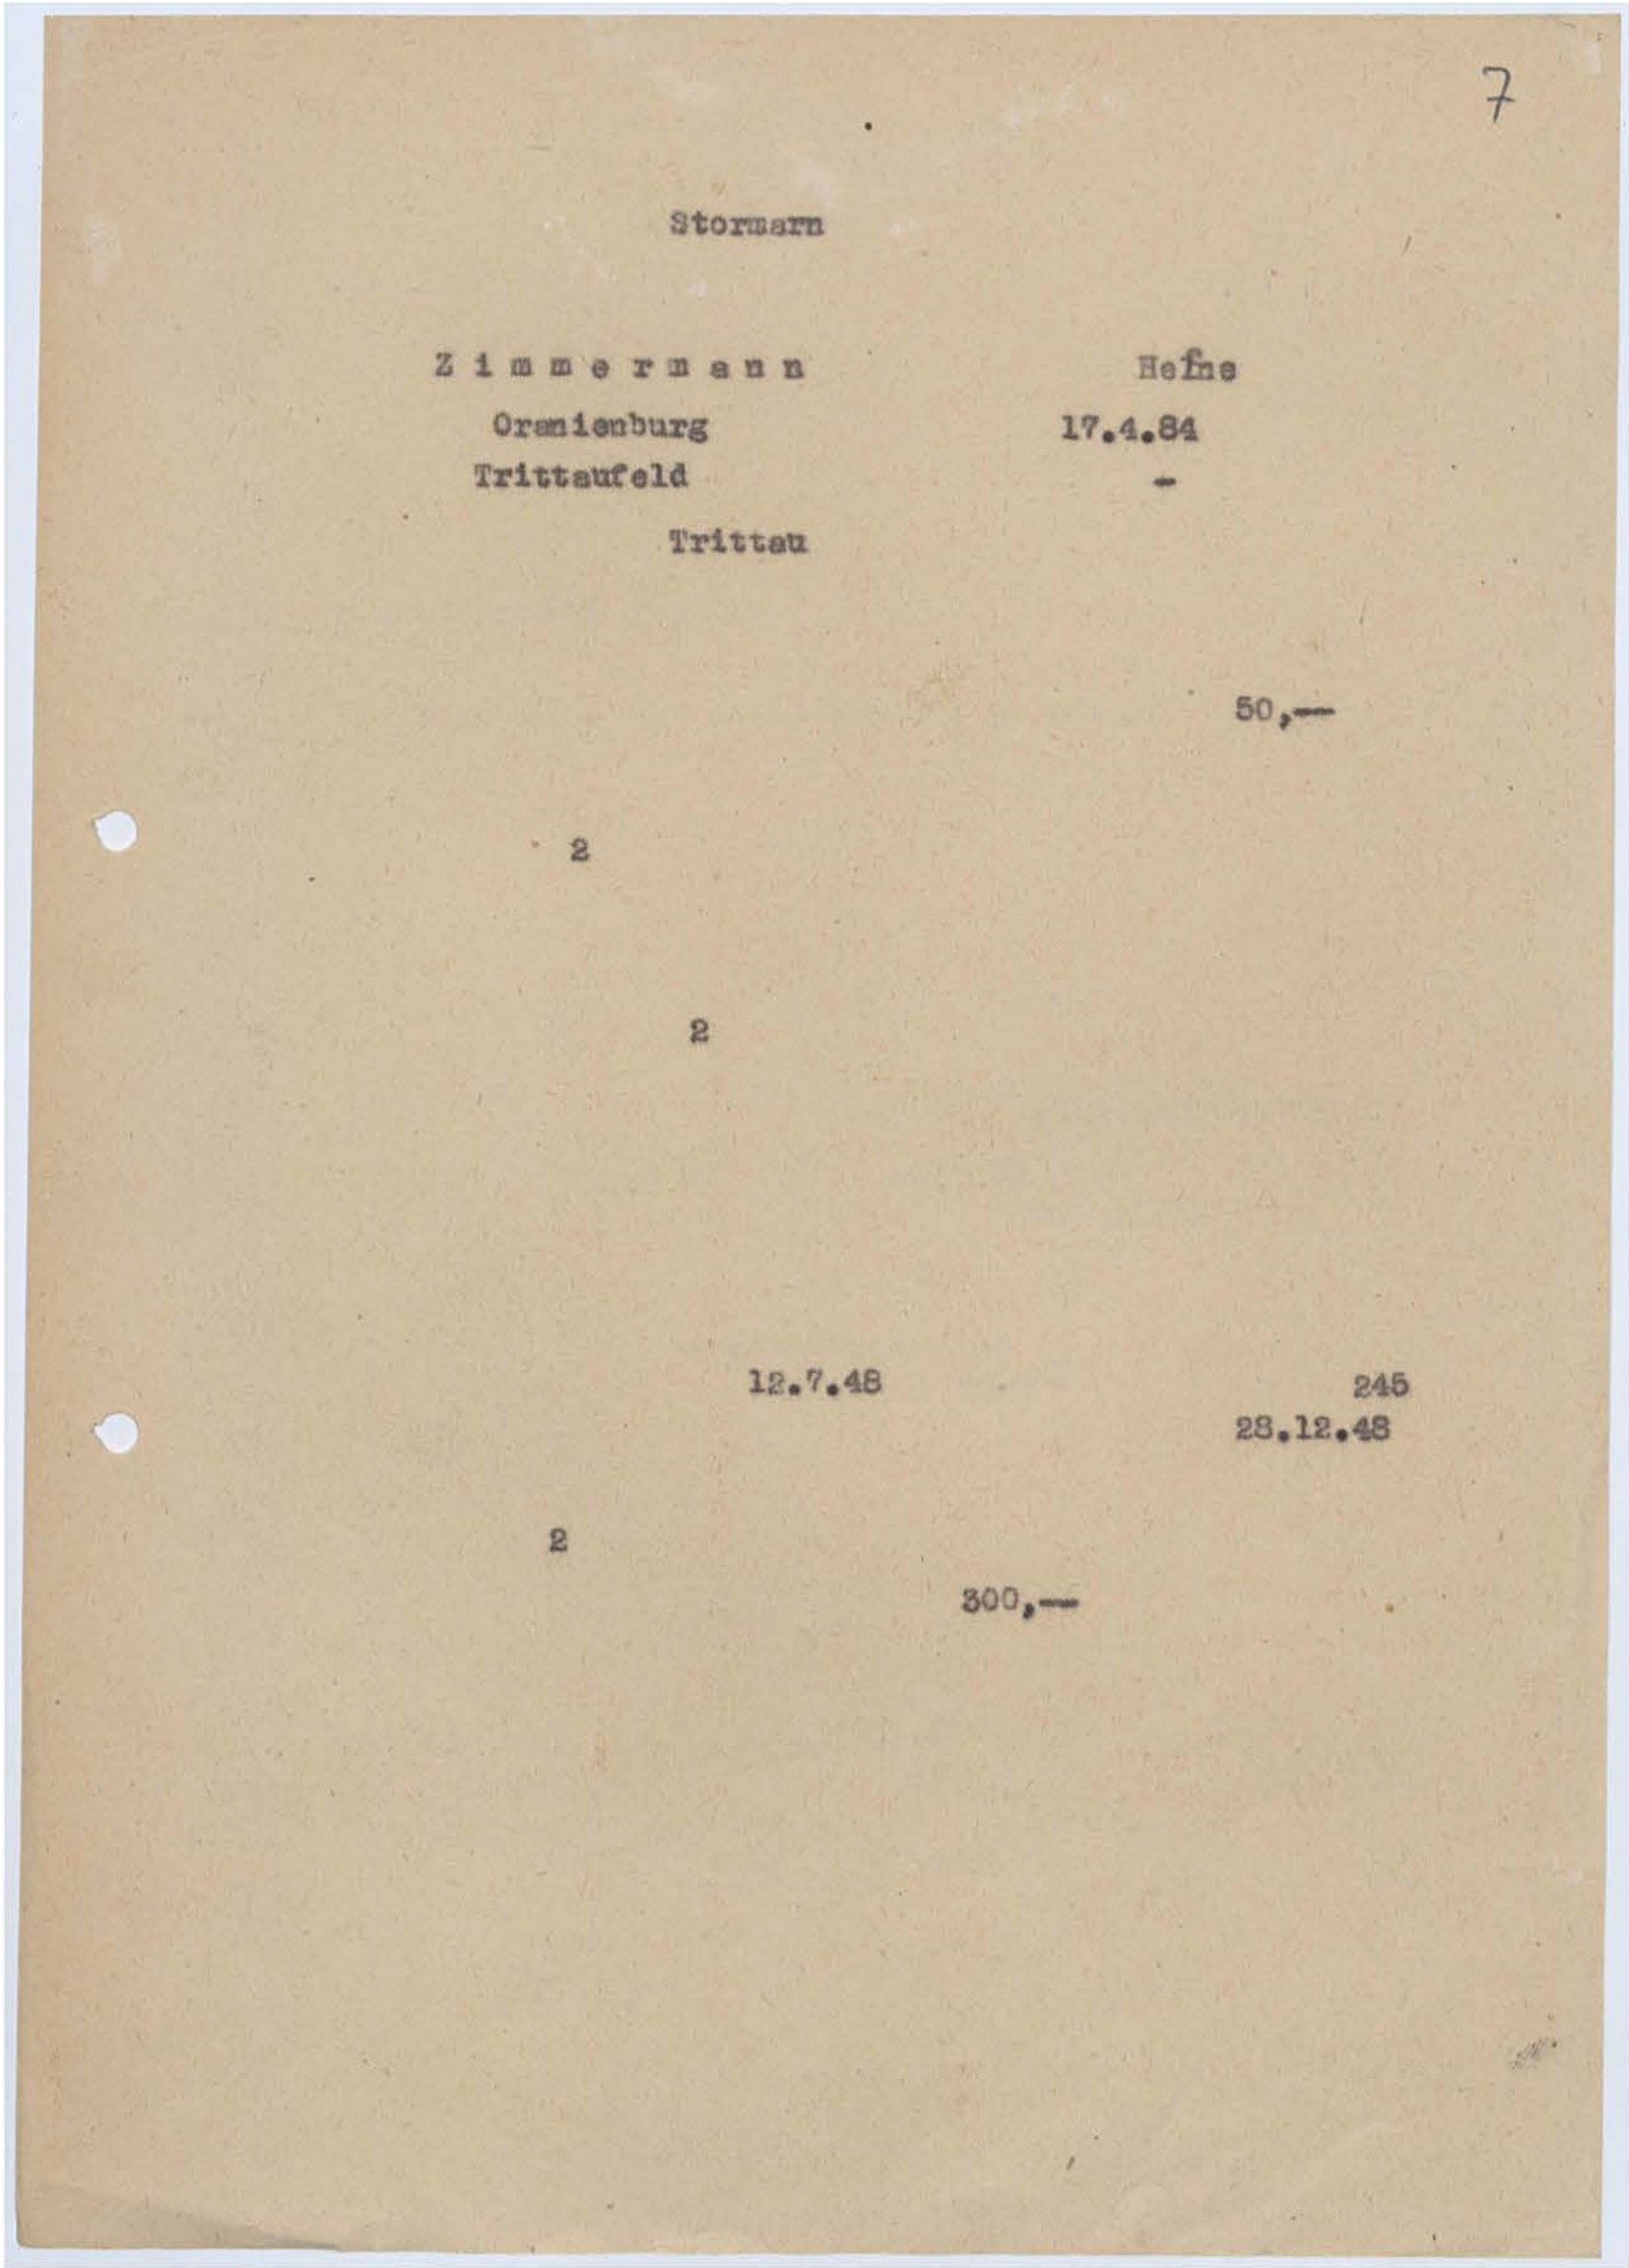 7
Stormarn
Z i m m e r m a n n
Oranienburg 17.4.84
Trittaufeld -
Trittau
50,--
2
2
12.7.48 245
28.12.48
2
300,--